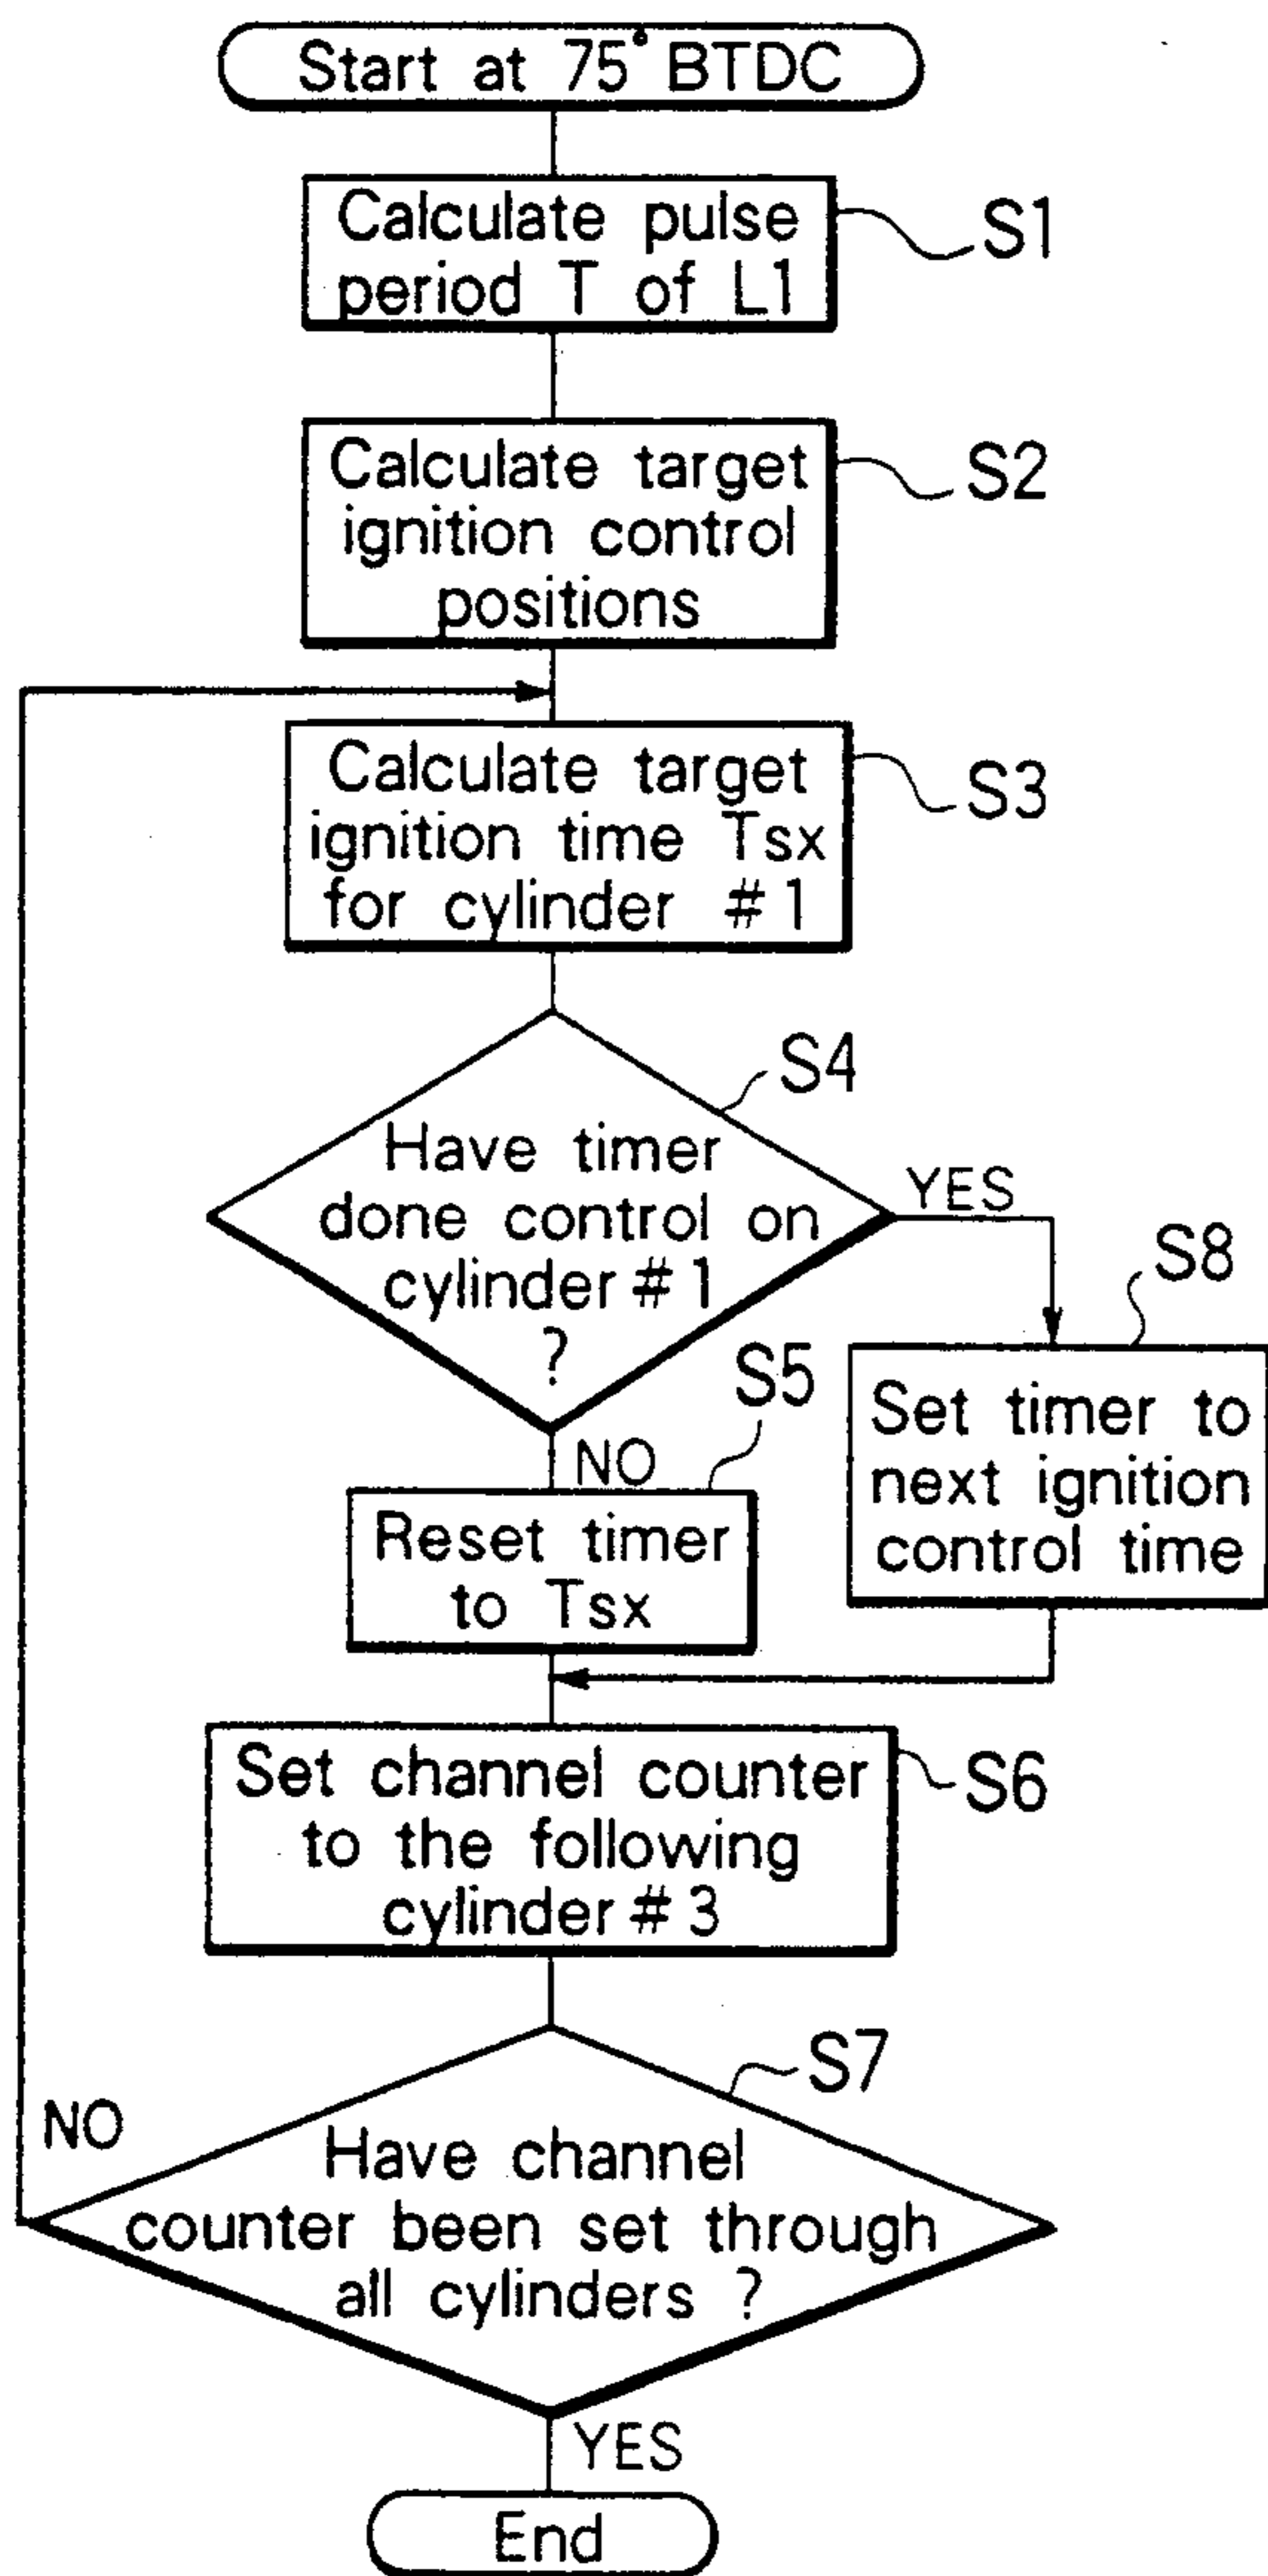 Start at 75° BTDC
Calculate pulse
period T of L1
S1
Calculate target
ignition control
positions
S2
Calculate target
ignition time Tsx
for cylinder #1
S3
S4
Have timer
done control on
cylinder #1
?
YES
NO
S5
Reset timer
to Tsx
S8
Set timer to
next ignition
control time
Set channel counter
to the following
cylinder #3
S6
S7
Have channel
counter been set through
all cylinders ?
NO
YES
End